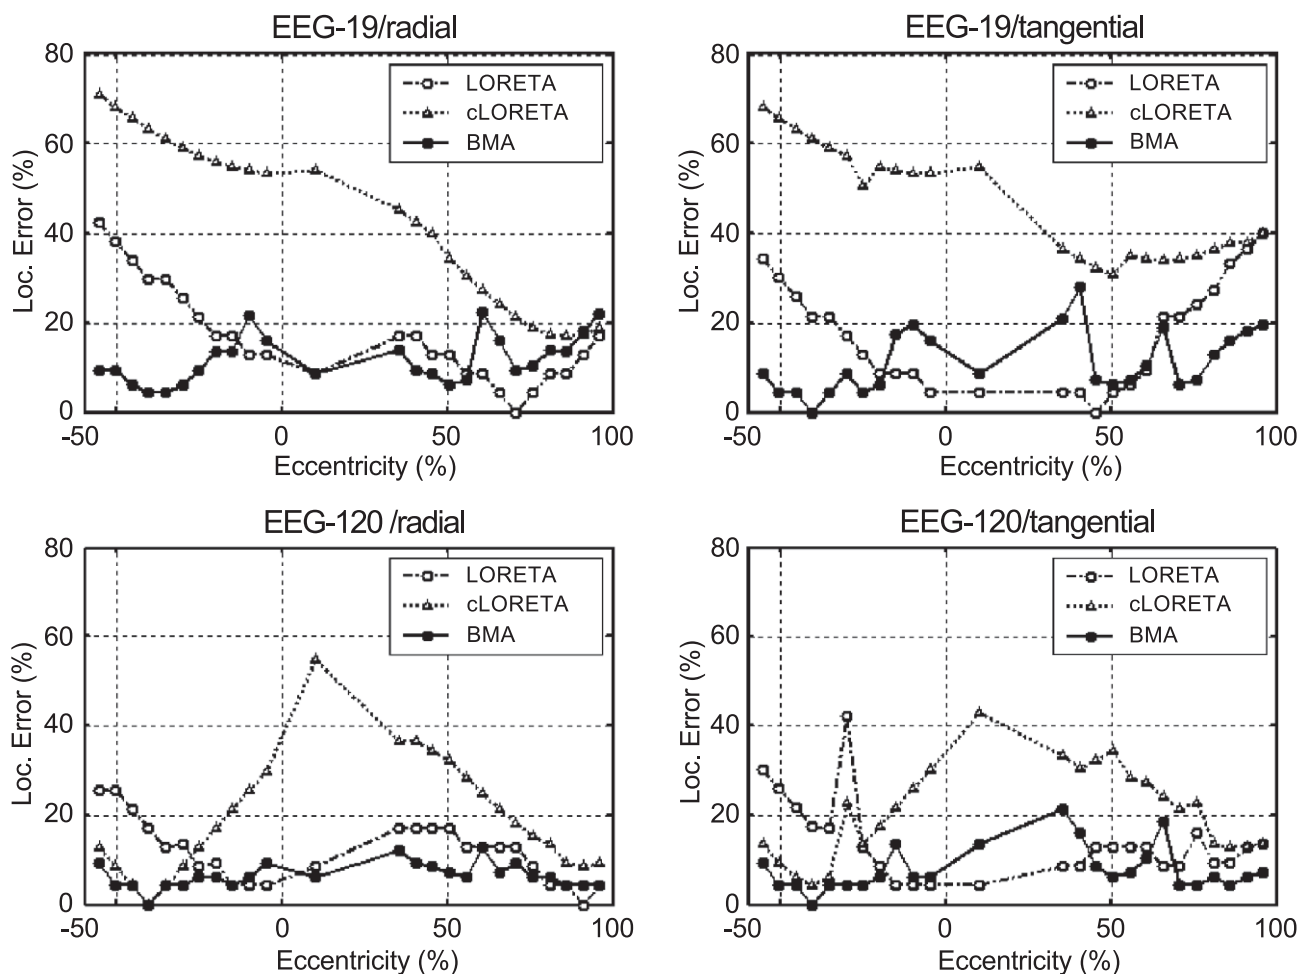 EEG-19/radial
80
60
40
20
0
-50
0
50
100
Loc. Error (%)
Eccentricity (%)
LORETA
cLORETA
BMA
EEG-19/tangential
80
60
40
20
0
-50
0
50
100
Loc. Error (%)
Eccentricity (%)
LORETA
cLORETA
BMA
EEG-120 /radial
80
60
40
20
0
-50
0
50
100
Loc. Error (%)
Eccentricity (%)
LORETA
cLORETA
BMA
EEG-120/tangential
80
60
40
20
0
-50
0
50
100
Loc. Error (%)
Eccentricity (%)
LORETA
cLORETA
BMA